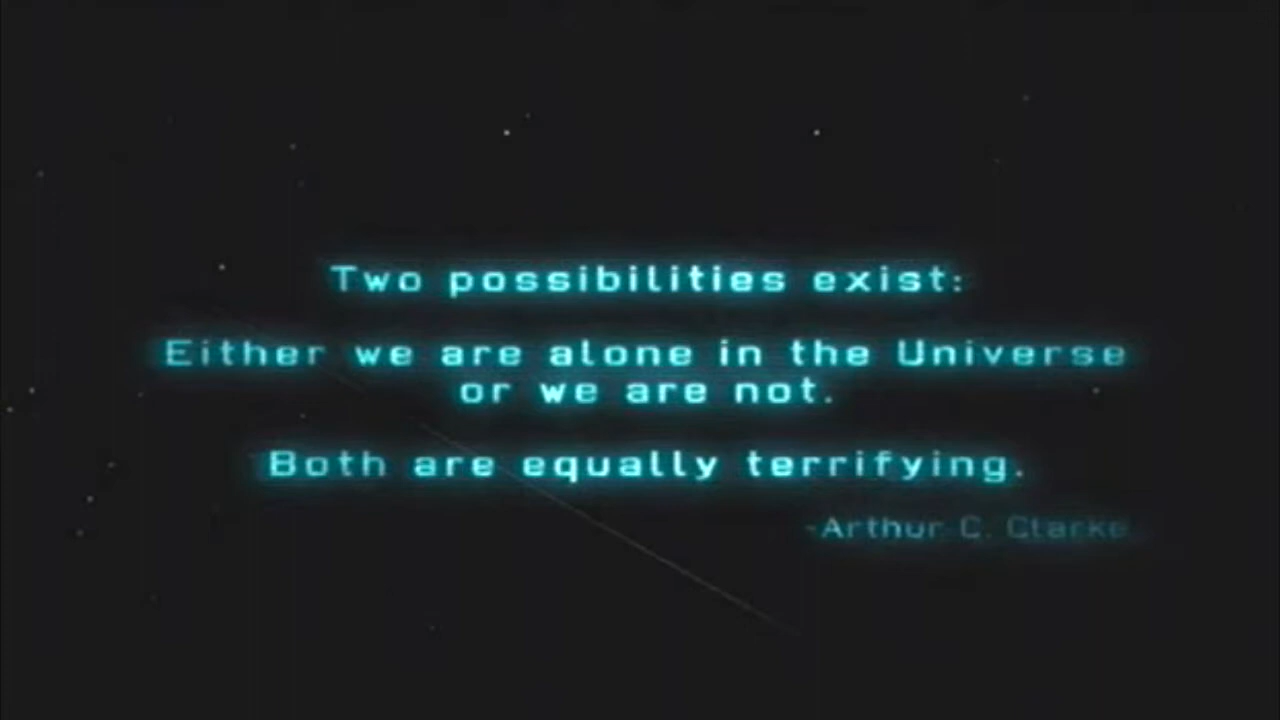 Two possibilities exist:
Either we are alone in the Universe
or we are not.
Both are equally terrifying.
-Arthur C. Clarke